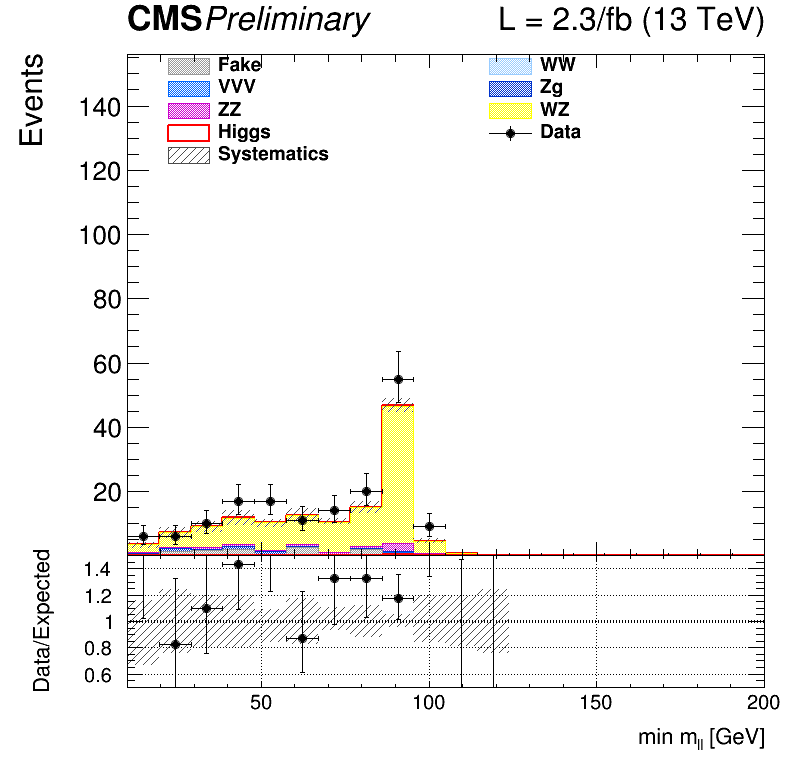 CMS Preliminary L = 2.3/fb (13 TeV)
Events
Fake WW
VVV Zg
ZZ WZ
Higgs Data
Systematics
140
120
100
80
60
40
20
Data/Expected
1.4
1.2
1
0.8
0.6
50 100 150 200
min m_ll [GeV]